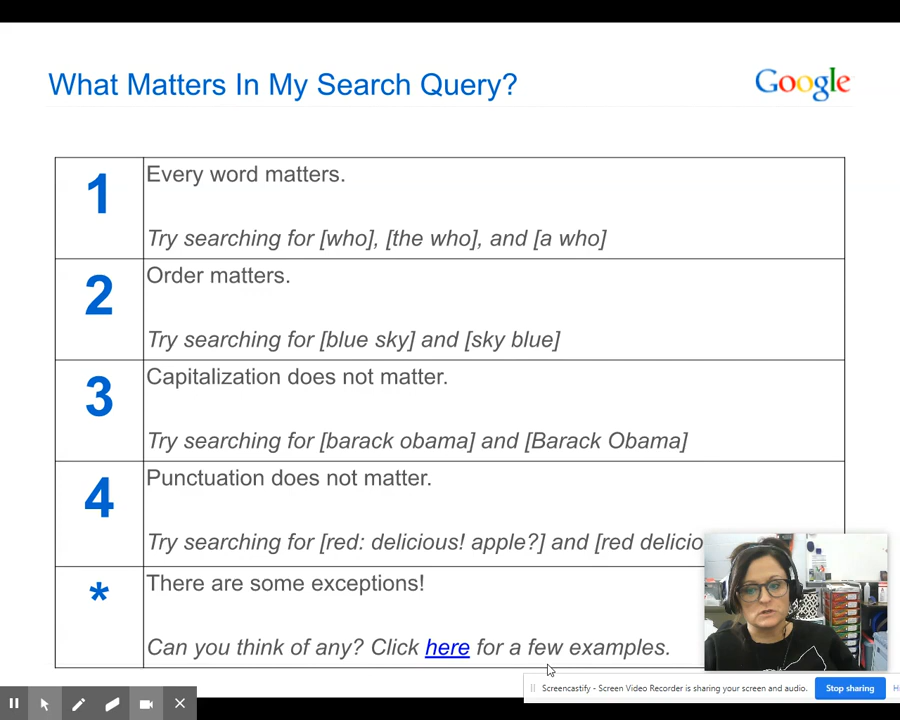 What Matters In My Search Query?
Google
1
Every word matters.
Try searching for [who], [the who], and [a who]
2
Order matters.
Try searching for [blue sky] and [sky blue]
3
Capitalization does not matter.
Try searching for [barack obama] and [Barack Obama]
4
Punctuation does not matter.
Try searching for [red: delicious! apple?] and [red delicio
*
There are some exceptions!
Can you think of any? Click here for a few examples.
Screencastify - Screen Video Recorder is sharing your screen and audio.
Stop sharing
H